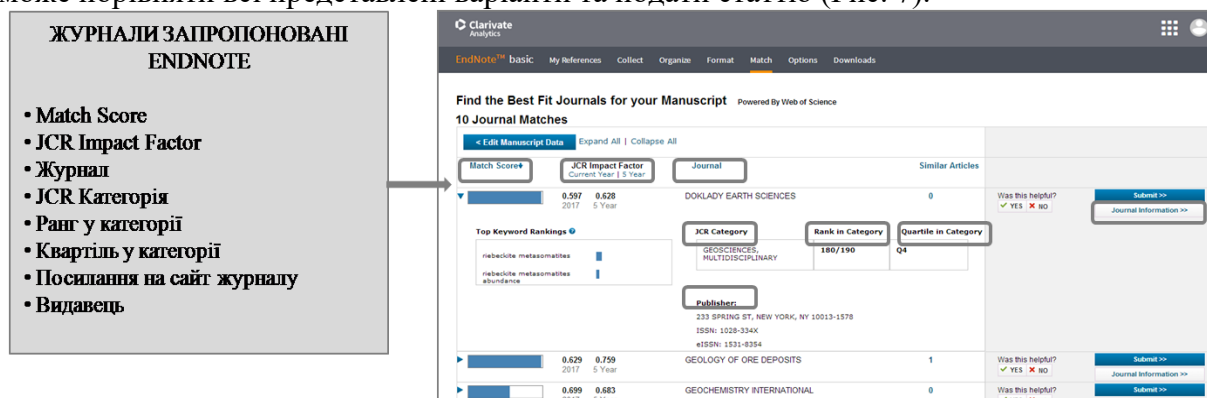 може порівняти всі представлені варіанти та подати статтю (Рис. 7).
ЖУРНАЛИ ЗАПРОПОНОВАНІ
ENDNOTE
• Match Score
• JCR Impact Factor
• Журнал
• JCR Категорія
• Ранг у категорії
• Квартіль у категорії
• Посилання на сайт журналу
• Видавець
Clarivate
Analytics
EndNote™ basic My References Collect Organize Format Match Options Downloads
Find the Best Fit Journals for your Manuscript Powered By Web of Science
10 Journal Matches
< Edit Manuscript Data Expand All | Collapse All
Match Score JCR Impact Factor Journal Similar Articles
Current Year | 5 Year
0.597 0.628 DOKLADY EARTH SCIENCES 0 Was this helpful? Submit >>
2017 5 Year YES NO Journal Information >>
Top Keyword Rankings JCR Category Rank in Category Quartile in Category
riebeckite metasomatites GEOSCIENCES, 180/190 Q4
MULTIDISCIPLINARY
riebeckite metasomatites
abundance
Publisher:
233 SPRING ST, NEW YORK, NY 10013-1578
ISSN: 1028-334X
eISSN: 1531-8354
0.629 0.759 GEOLOGY OF ORE DEPOSITS 1 Was this helpful? Submit >>
2017 5 Year YES NO Journal Information >>
0.699 0.683 GEOCHEMISTRY INTERNATIONAL 0 Was this helpful? Submit >>